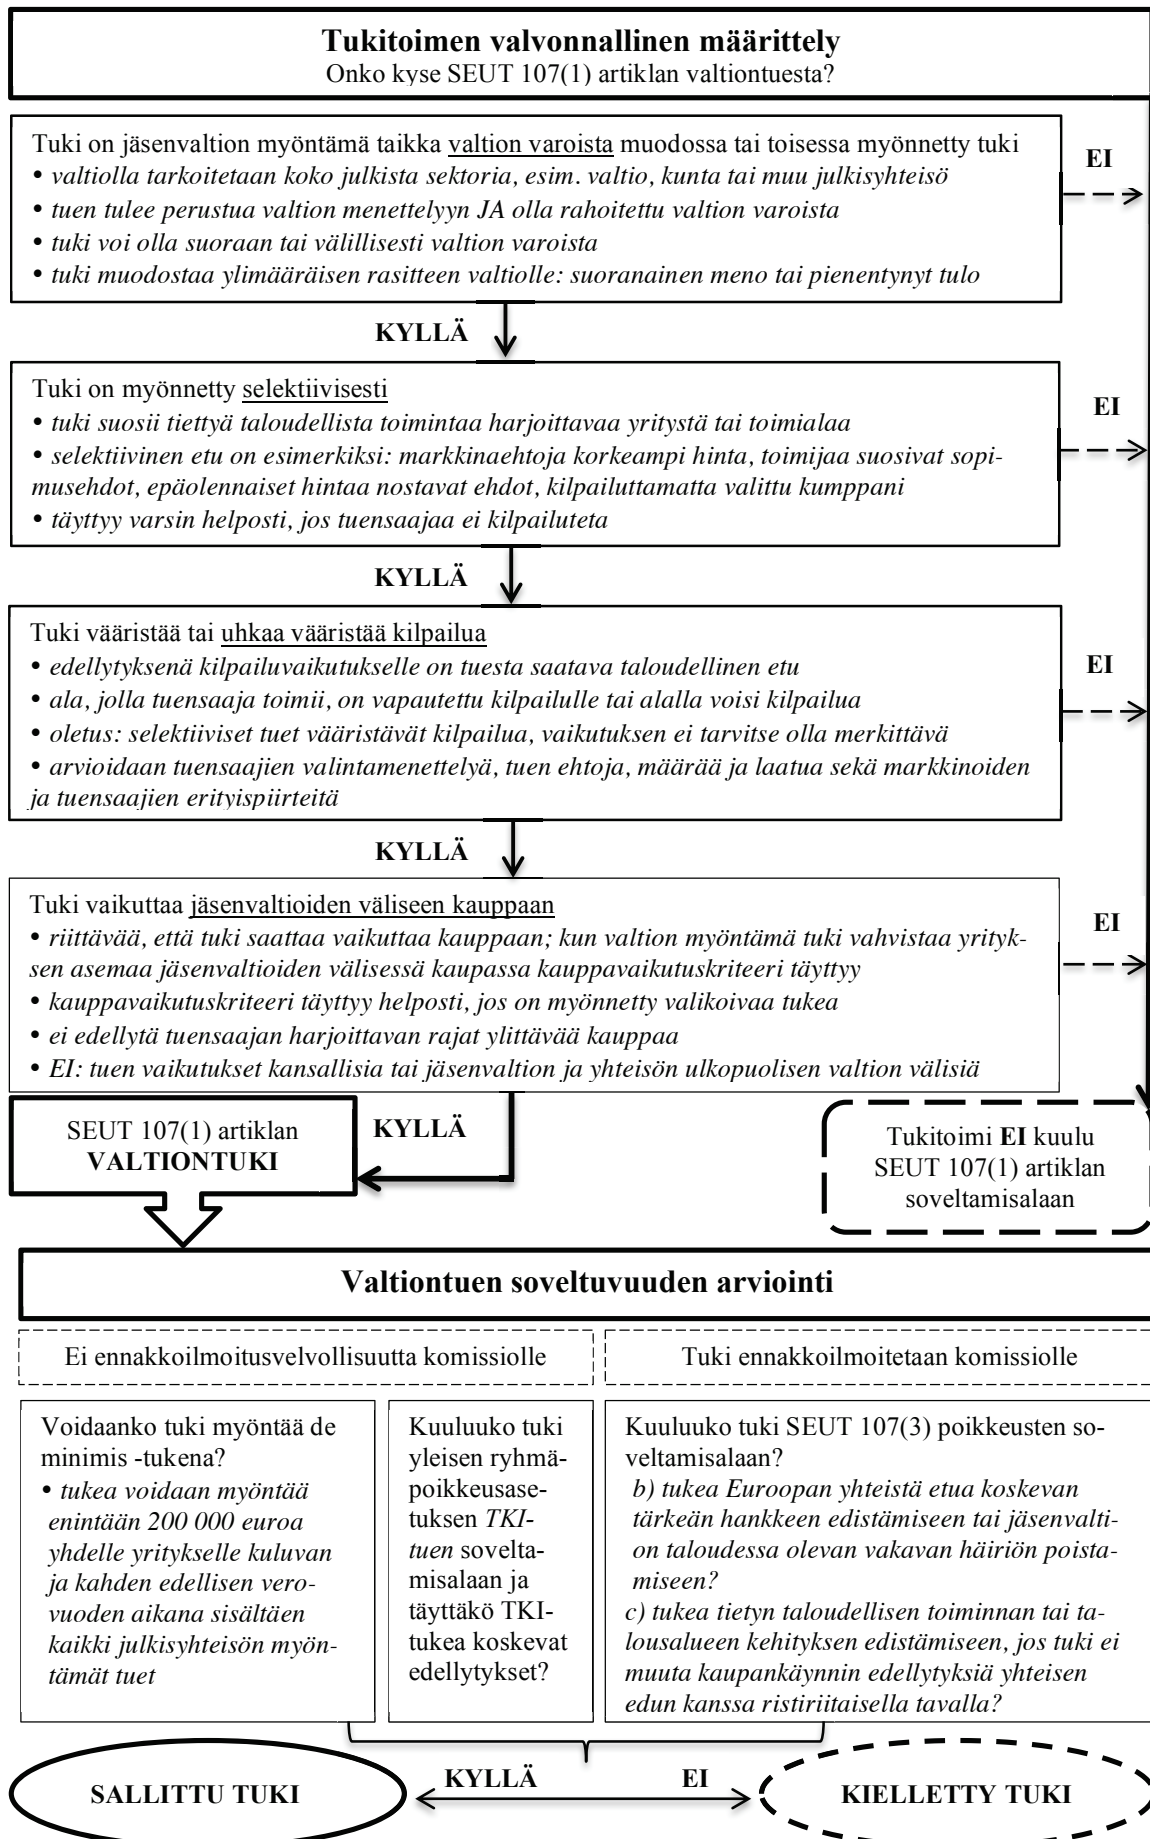 Tukitoimen valvonnallinen määrittely
Onko kyse SEUT 107(1) artiklan valtiontuesta?
Tuki on jäsenvaltion myöntämä taikka valtion varoista muodossa tai toisessa myönnetty tuki
• valtiolla tarkoitetaan koko julkista sektoria, esim. valtio, kunta tai muu julkisyhteisö
• tuen tulee perustua valtion menettelyyn JA olla rahoitettu valtion varoista
• tuki voi olla suoraan tai välillisesti valtion varoista
• tuki muodostaa ylimääräisen rasitteen valtiolle: suoranainen meno tai pienentynyt tulo
EI
KYLLÄ
Tuki on myönnetty selektiivisesti
• tuki suosii tiettyä taloudellista toimintaa harjoittavaa yritystä tai toimialaa
• selektiivinen etu on esimerkiksi: markkinaehtoja korkeampi hinta, toimijaa suosivat sopi-
musehdot, epäolennaiset hintaa nostavat ehdot, kilpailuttamatta valittu kumppani
• täyttyy varsin helposti, jos tuensaajaa ei kilpailuteta
EI
KYLLÄ
Tuki vääristää tai uhkaa vääristää kilpailua
• edellytyksenä kilpailuvaikutukselle on tuesta saatava taloudellinen etu
• ala, jolla tuensaaja toimii, on vapautettu kilpailulle tai alalla voisi kilpailua
• oletus: selektiiviset tuet vääristävät kilpailua, vaikutuksen ei tarvitse olla merkittävä
• arvioidaan tuensaajien valintamenettelyä, tuen ehtoja, määrää ja laatua sekä markkinoiden
ja tuensaajien erityispiirteitä
EI
KYLLÄ
Tuki vaikuttaa jäsenvaltioiden väliseen kauppaan
• riittävää, että tuki saattaa vaikuttaa kauppaan; kun valtion myöntämä tuki vahvistaa yrityk-
sen asemaa jäsenvaltioiden välisessä kaupassa kauppavaikutuskriteeri täyttyy
• kauppavaikutuskriteeri täyttyy helposti, jos on myönnetty valikoivaa tukea
• ei edellytä tuensaajan harjoittavan rajat ylittävää kauppaa
• EI: tuen vaikutukset kansallisia tai jäsenvaltion ja yhteisön ulkopuolisen valtion välisiä
EI
KYLLÄ
SEUT 107(1) artiklan
VALTIONTUKI
Tukitoimi EI kuulu
SEUT 107(1) artiklan
soveltamisalaan
Valtiontuen soveltuvuuden arviointi
Ei ennakkoilmoitusvelvollisuutta komissiolle
Tuki ennakkoilmoitetaan komissiolle
Voidaanko tuki myöntää de
minimis -tukena?
• tukea voidaan myöntää
enintään 200 000 euroa
yhdelle yritykselle kuluvan
ja kahden edellisen vero-
vuoden aikana sisältäen
kaikki julkisyhteisön myön-
tämät tuet
Kuuluuko tuki
yleisen ryhmä-
poikkeusase-
tuksen TKI-
tuen sovelta-
misalaan ja
täyttäkö TKI-
tukea koskevat
edellytykset?
Kuuluuko tuki SEUT 107(3) poikkeusten so-
veltamisalaan?
b) tukea Euroopan yhteistä etua koskevan
tärkeän hankkeen edistämiseen tai jäsenvalti-
on taloudessa olevan vakavan häiriön poista-
miseen?
c) tukea tietyn taloudellisen toiminnan tai ta-
lousalueen kehityksen edistämiseen, jos tuki ei
muuta kaupankäynnin edellytyksiä yhteisen
edun kanssa ristiriitaisella tavalla?
SALLITTU TUKI
KYLLÄ
EI
KIELLETTY TUKI